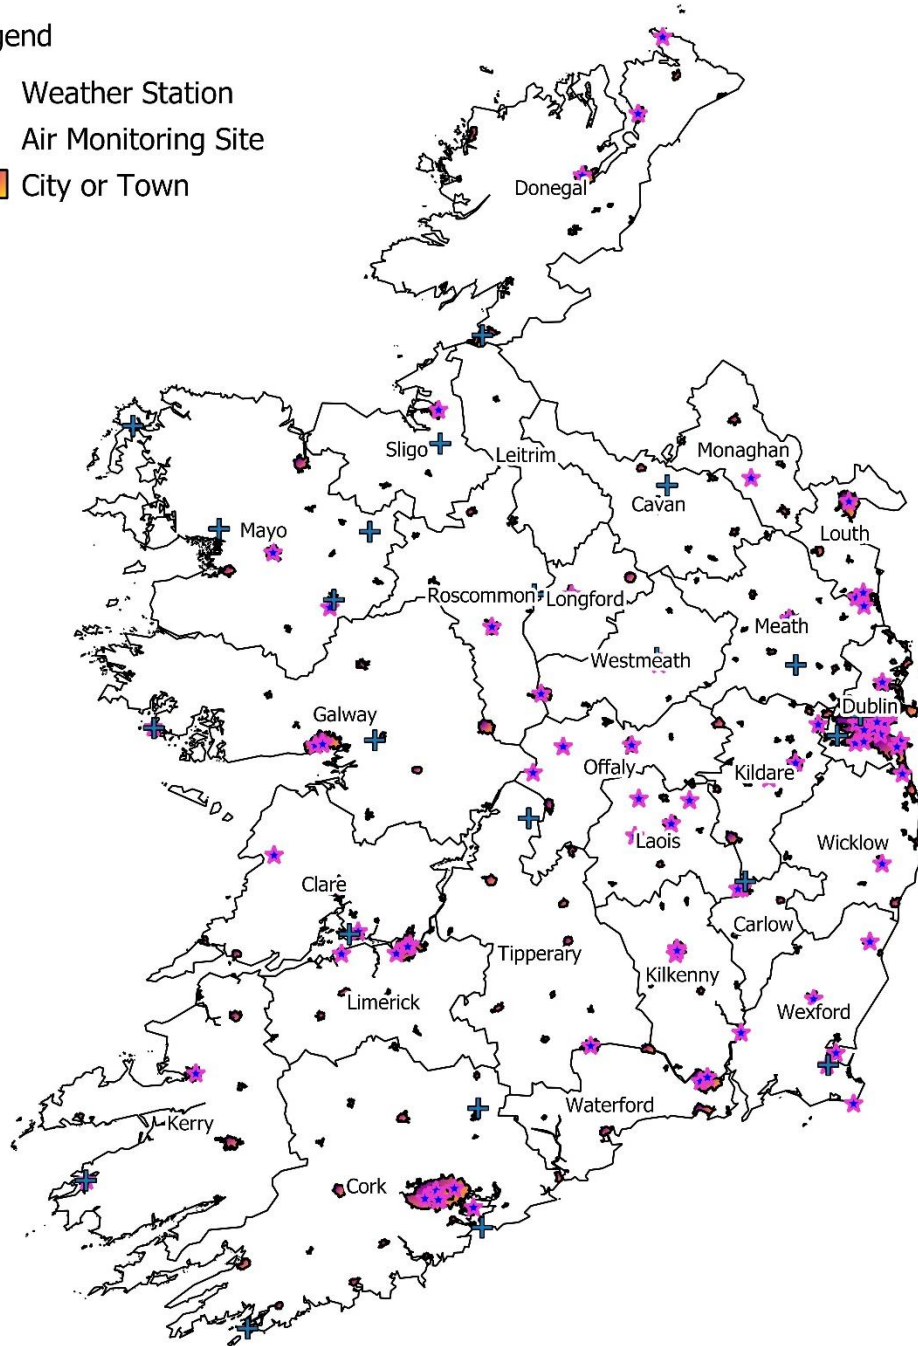 gend
Weather Station
Air Monitoring Site
City or Town
Donegal
Monaghan
Sligo
Leitrim
Cavan
Louth
Mayo
Roscommon
Longford
Meath
Westmeath
Dublin
Galway
Offaly
Kildare
Laois
Wicklow
Clare
Carlow
Tipperary
Kilkenny
Limerick
Wexford
Waterford
Kerry
Cork